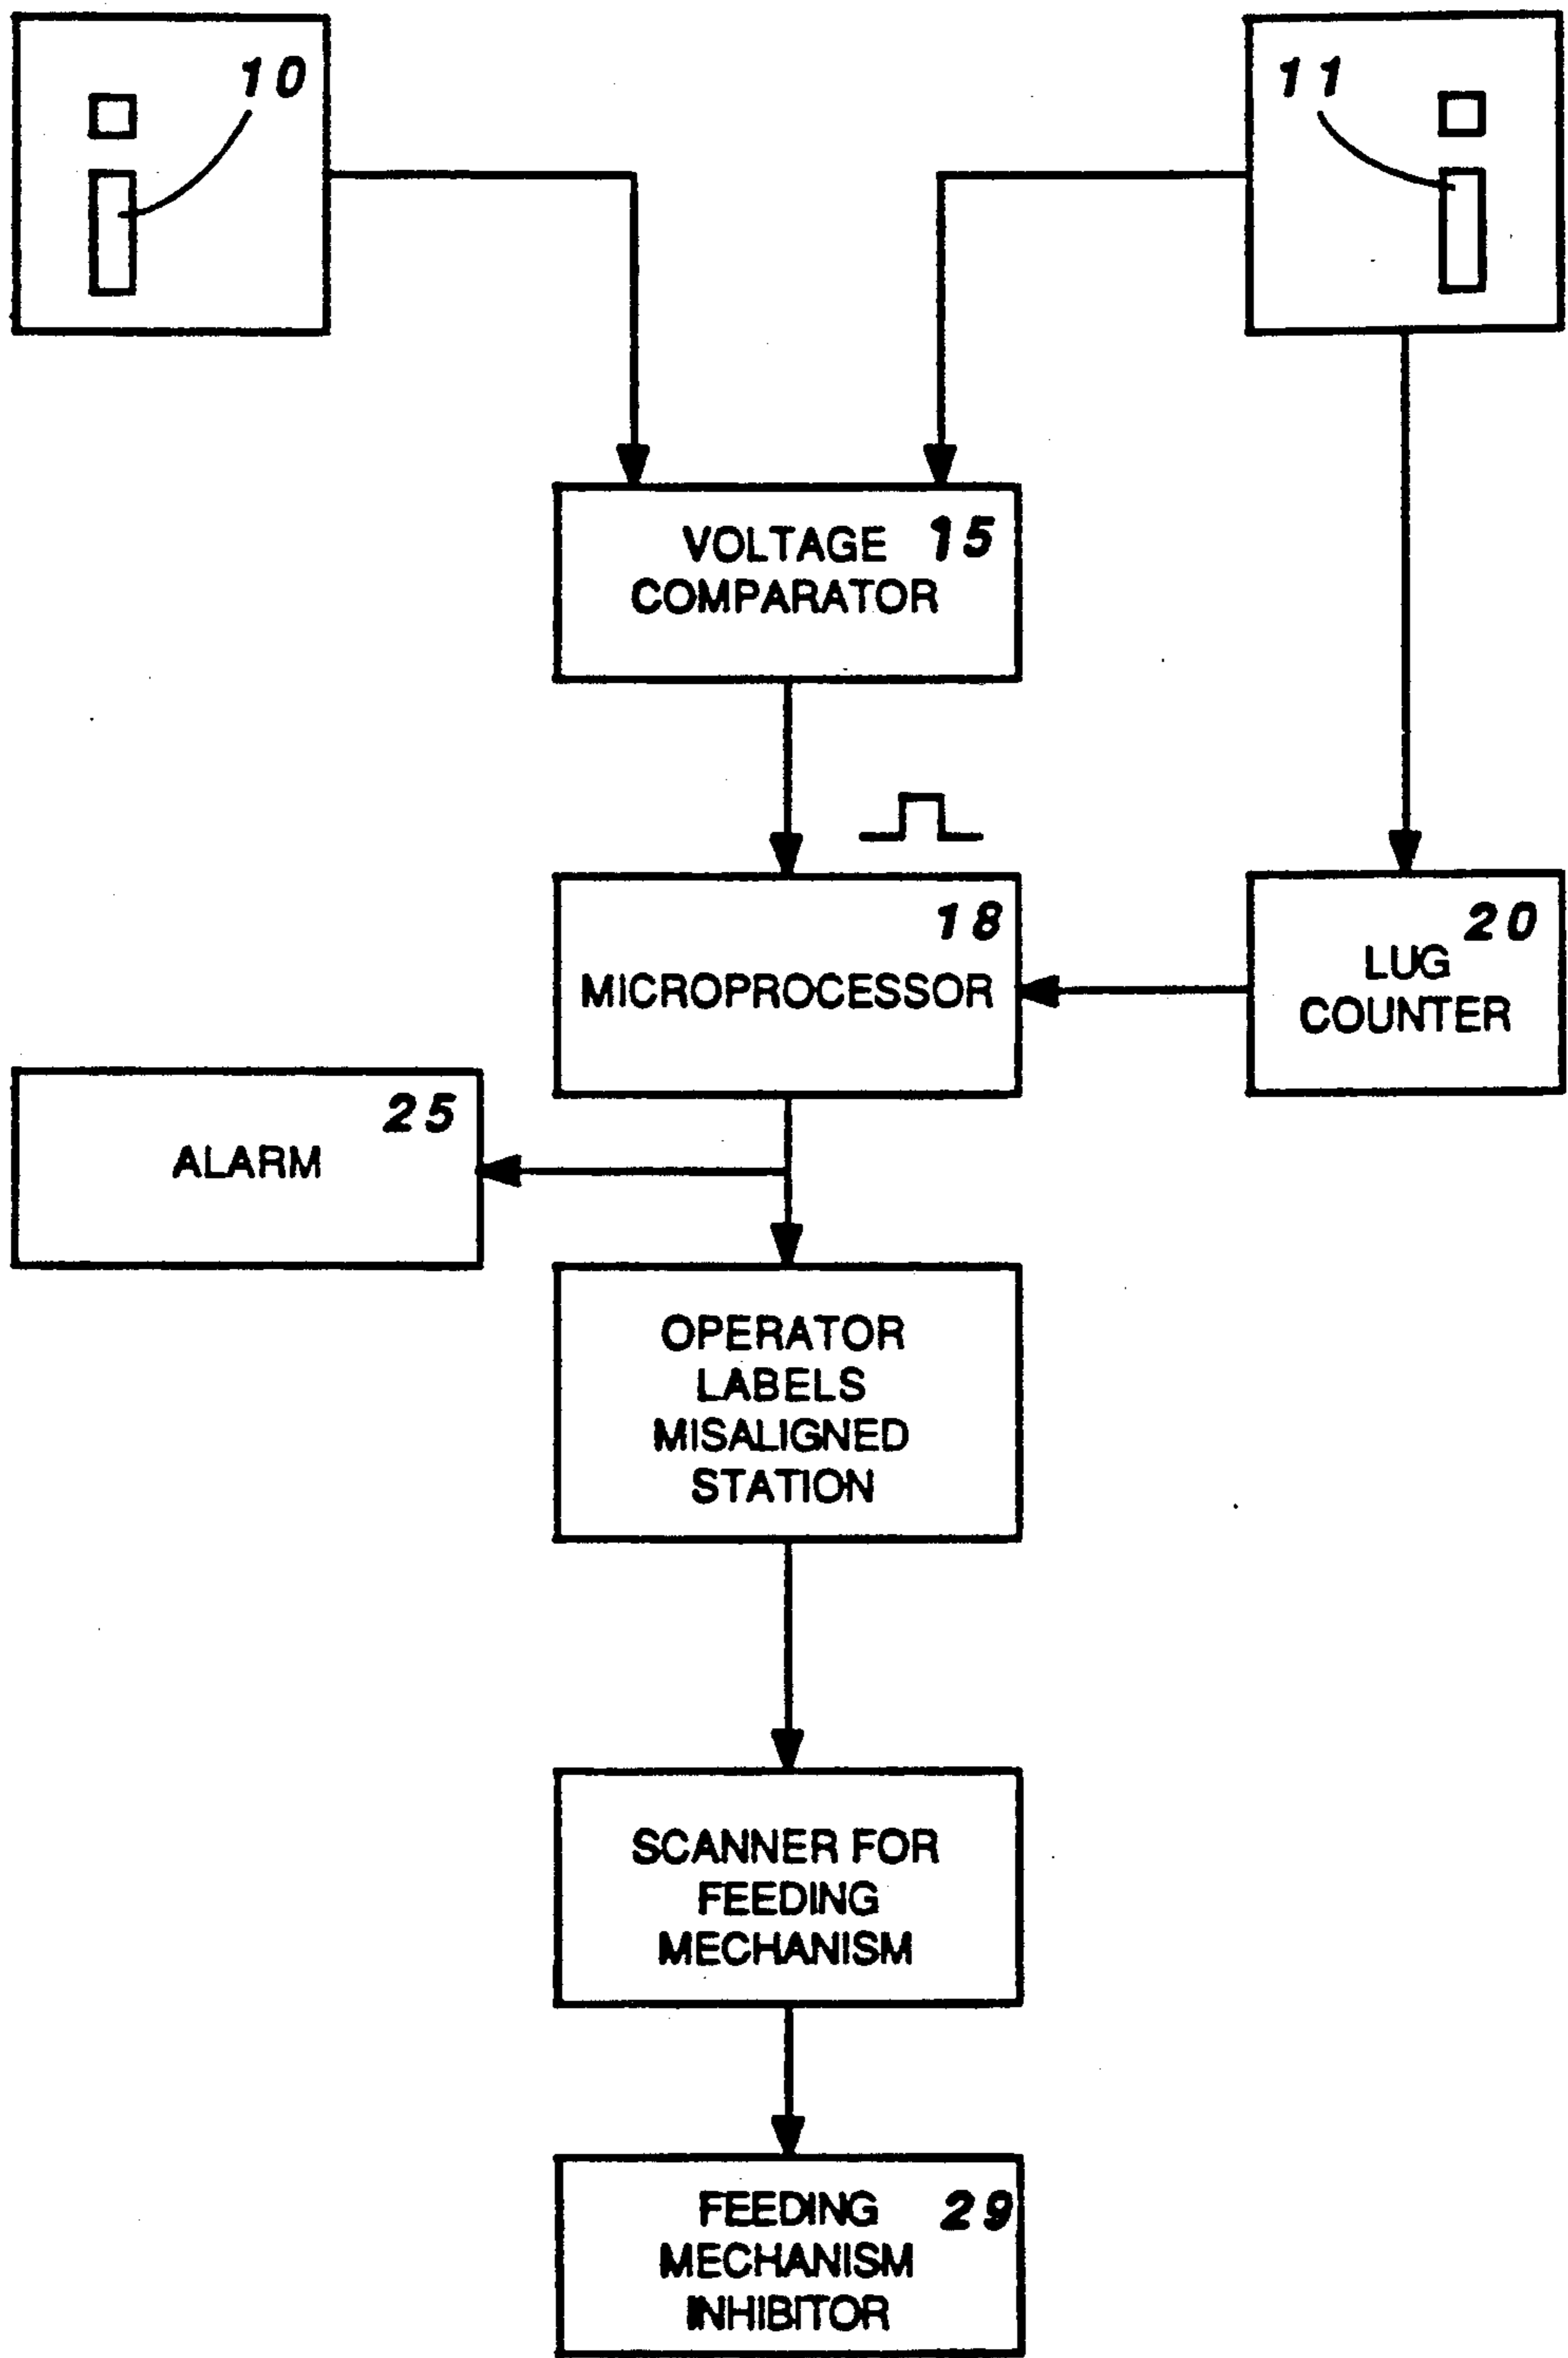 10
11
VOLTAGE 15
COMPARATOR
18
MICROPROCESSOR
20
LUG
COUNTER
25
ALARM
OPERATOR
LABELS
MISALIGNED
STATION
SCANNER FOR
FEEDING
MECHANISM
FEEDING 29
MECHANISM
INHIBITOR